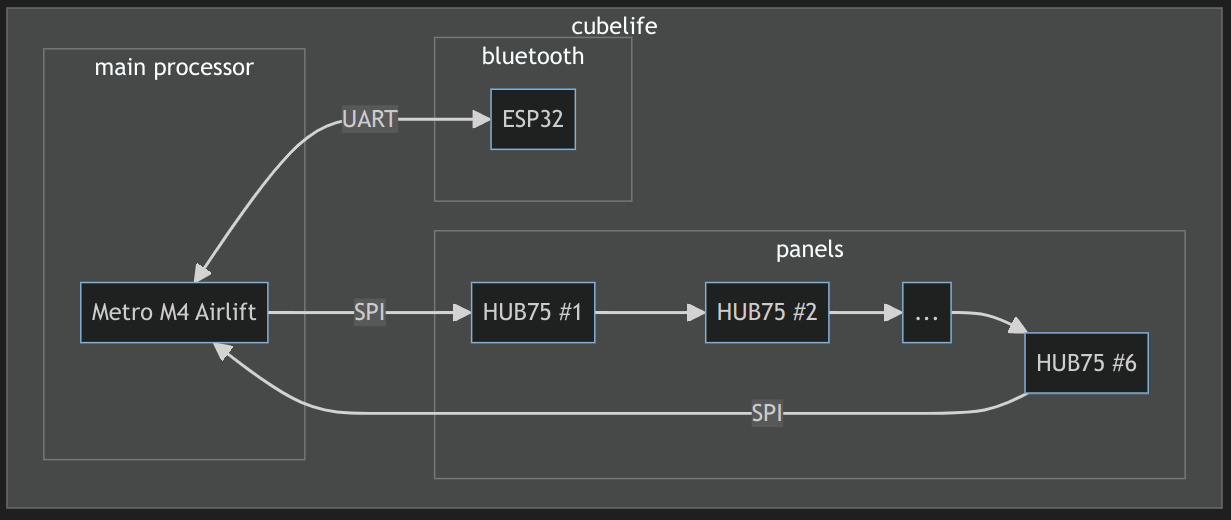 cubelife
main processor
bluetooth
UART
ESP32
panels
Metro M4 Airlift
SPI
HUB75 #1
HUB75 #2
...
HUB75 #6
SPI